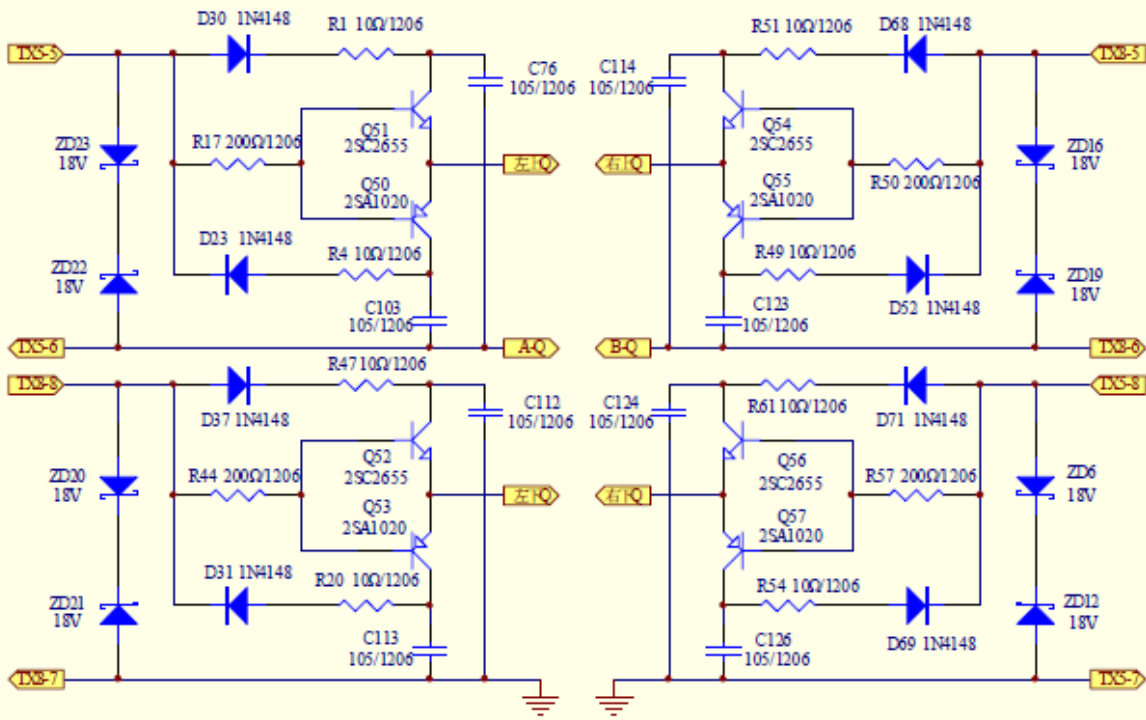 D30 1N4148
R1 10Ω/1206
R51 10Ω/1206
D68 1N4148
TX5-5
TX8-5
C76
105/1206
C114
105/1206
ZD23
18V
R17 200Ω/1206
Q51
2SC2655
左上Q
右上Q
Q54
2SC2655
R50 200Ω/1206
ZD16
18V
Q50
2SA1020
Q55
2SA1020
D23 1N4148
R4 10Ω/1206
R49 10Ω/1206
D52 1N4148
ZD22
18V
ZD19
18V
C103
105/1206
C123
105/1206
TX5-6
A-Q
B-Q
TX8-6
TX8-8
D37 1N4148
R47 10Ω/1206
R61 10Ω/1206
D71 1N4148
TX5-8
C112
105/1206
C124
105/1206
ZD20
18V
R44 200Ω/1206
Q52
2SC2655
左下Q
右下Q
Q56
2SC2655
R57 200Ω/1206
ZD6
18V
Q53
2SA1020
Q57
2SA1020
D31 1N4148
R20 10Ω/1206
R54 10Ω/1206
D69 1N4148
ZD21
18V
ZD12
18V
C113
105/1206
C126
105/1206
TX8-7
TX5-7